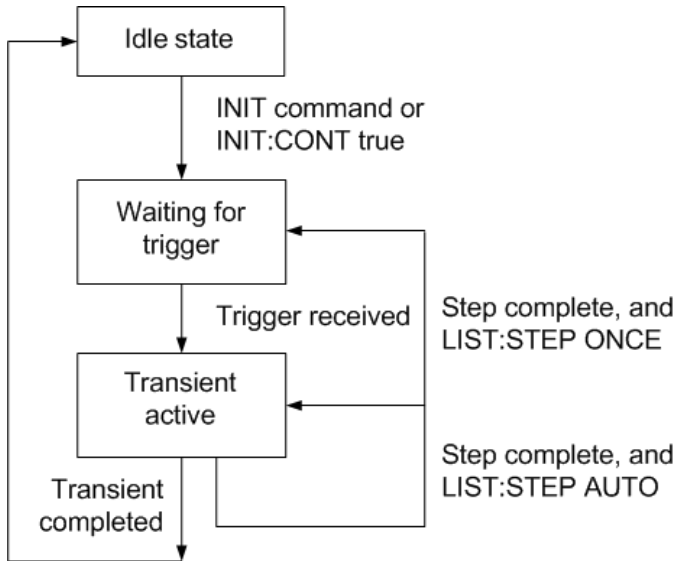 Idle state
INIT command or
INIT:CONT true
Waiting for
trigger
Trigger received
Step complete, and
LIST:STEP ONCE
Transient
active
Step complete, and
LIST:STEP AUTO
Transient
completed